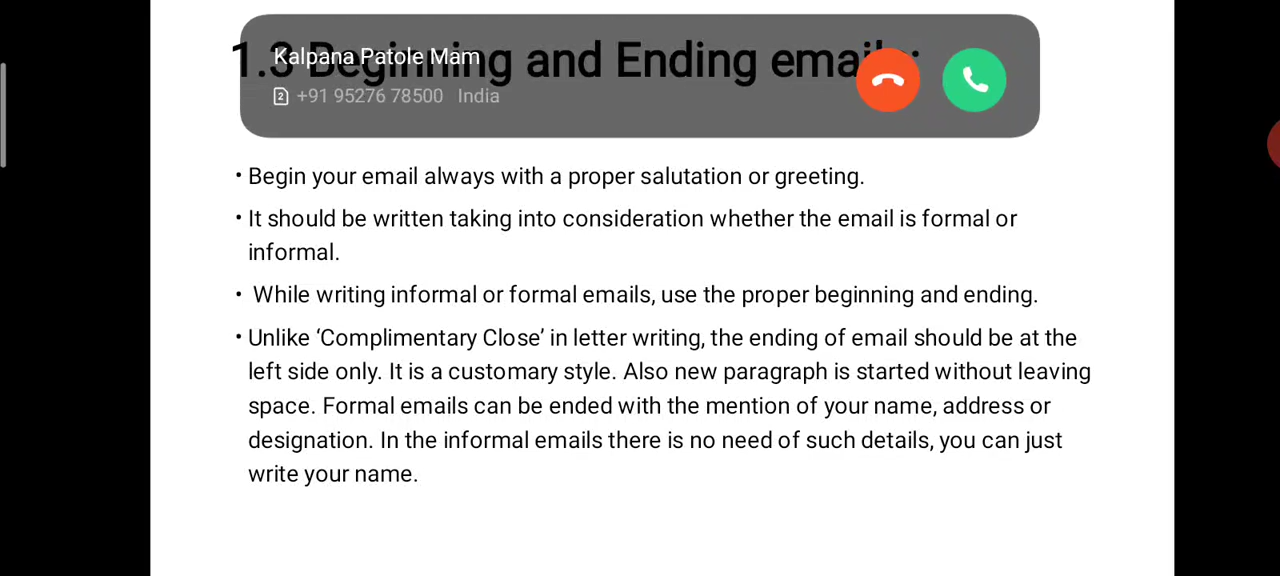 1.3 Beginning and Ending emails:
Kalpana Patole Mam
2 +91 95276 78500 India
• Begin your email always with a proper salutation or greeting.
• It should be written taking into consideration whether the email is formal or
informal.
• While writing informal or formal emails, use the proper beginning and ending.
• Unlike ‘Complimentary Close’ in letter writing, the ending of email should be at the
left side only. It is a customary style. Also new paragraph is started without leaving
space. Formal emails can be ended with the mention of your name, address or
designation. In the informal emails there is no need of such details, you can just
write your name.